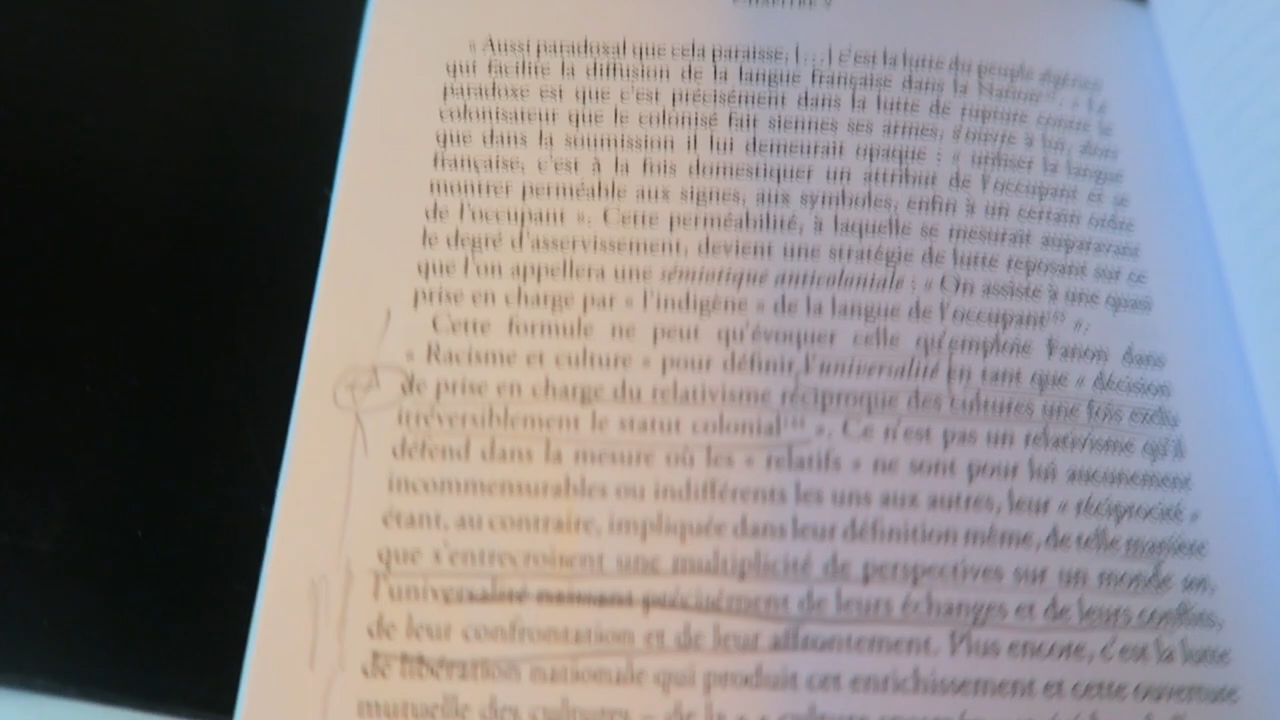 « Aussi paradoxal que cela paraisse, [...] c'est la lutte du peuple algérien
qui facilite la diffusion de la langue française dans la Nation
paradoxe est que c'est précisément dans la lutte de rupture contre le
colonisateur que le colonisé fait siennes ses armes, s'ouvre à lui, alors
que dans la soumission il lui demeurait opaque : « utiliser la langue
française, c'est à la fois domestiquer un attribut de l'occupant et se
montrer perméable aux signes, aux symboles, enfin à un certain ordre
de l'occupant ». Cette perméabilité, à laquelle se mesurait auparavant
le degré d'asservissement, devient une stratégie de lutte reposant sur ce
que l'on appellera une sémiotique anticoloniale : « On assiste à une quasi
prise en charge par « l'indigène » de la langue de l'occupant ».
Cette formule ne peut qu'évoquer celle qu'emploie Fanon dans
« Racisme et culture » pour définir l'universalité en tant que « décision
de prise en charge du relativisme réciproque des cultures une fois exclu
irréversiblement le statut colonial ». Ce n'est pas un relativisme qu'il
défend dans la mesure où les « relatifs » ne sont pour lui aucunement
incommensurables ou indifférents les uns aux autres, leur « réciprocité »
étant, au contraire, impliquée dans leur définition même, de telle manière
que s'entrecroisent une multiplicité de perspectives sur un monde un,
l'universalité naissant précisément de leurs échanges et de leurs conflits,
de leur confrontation et de leur affrontement. Plus encore, c'est la lutte
de libération nationale qui produit cet enrichissement et cette ouverture
mutuelle des cultures – de la « culture